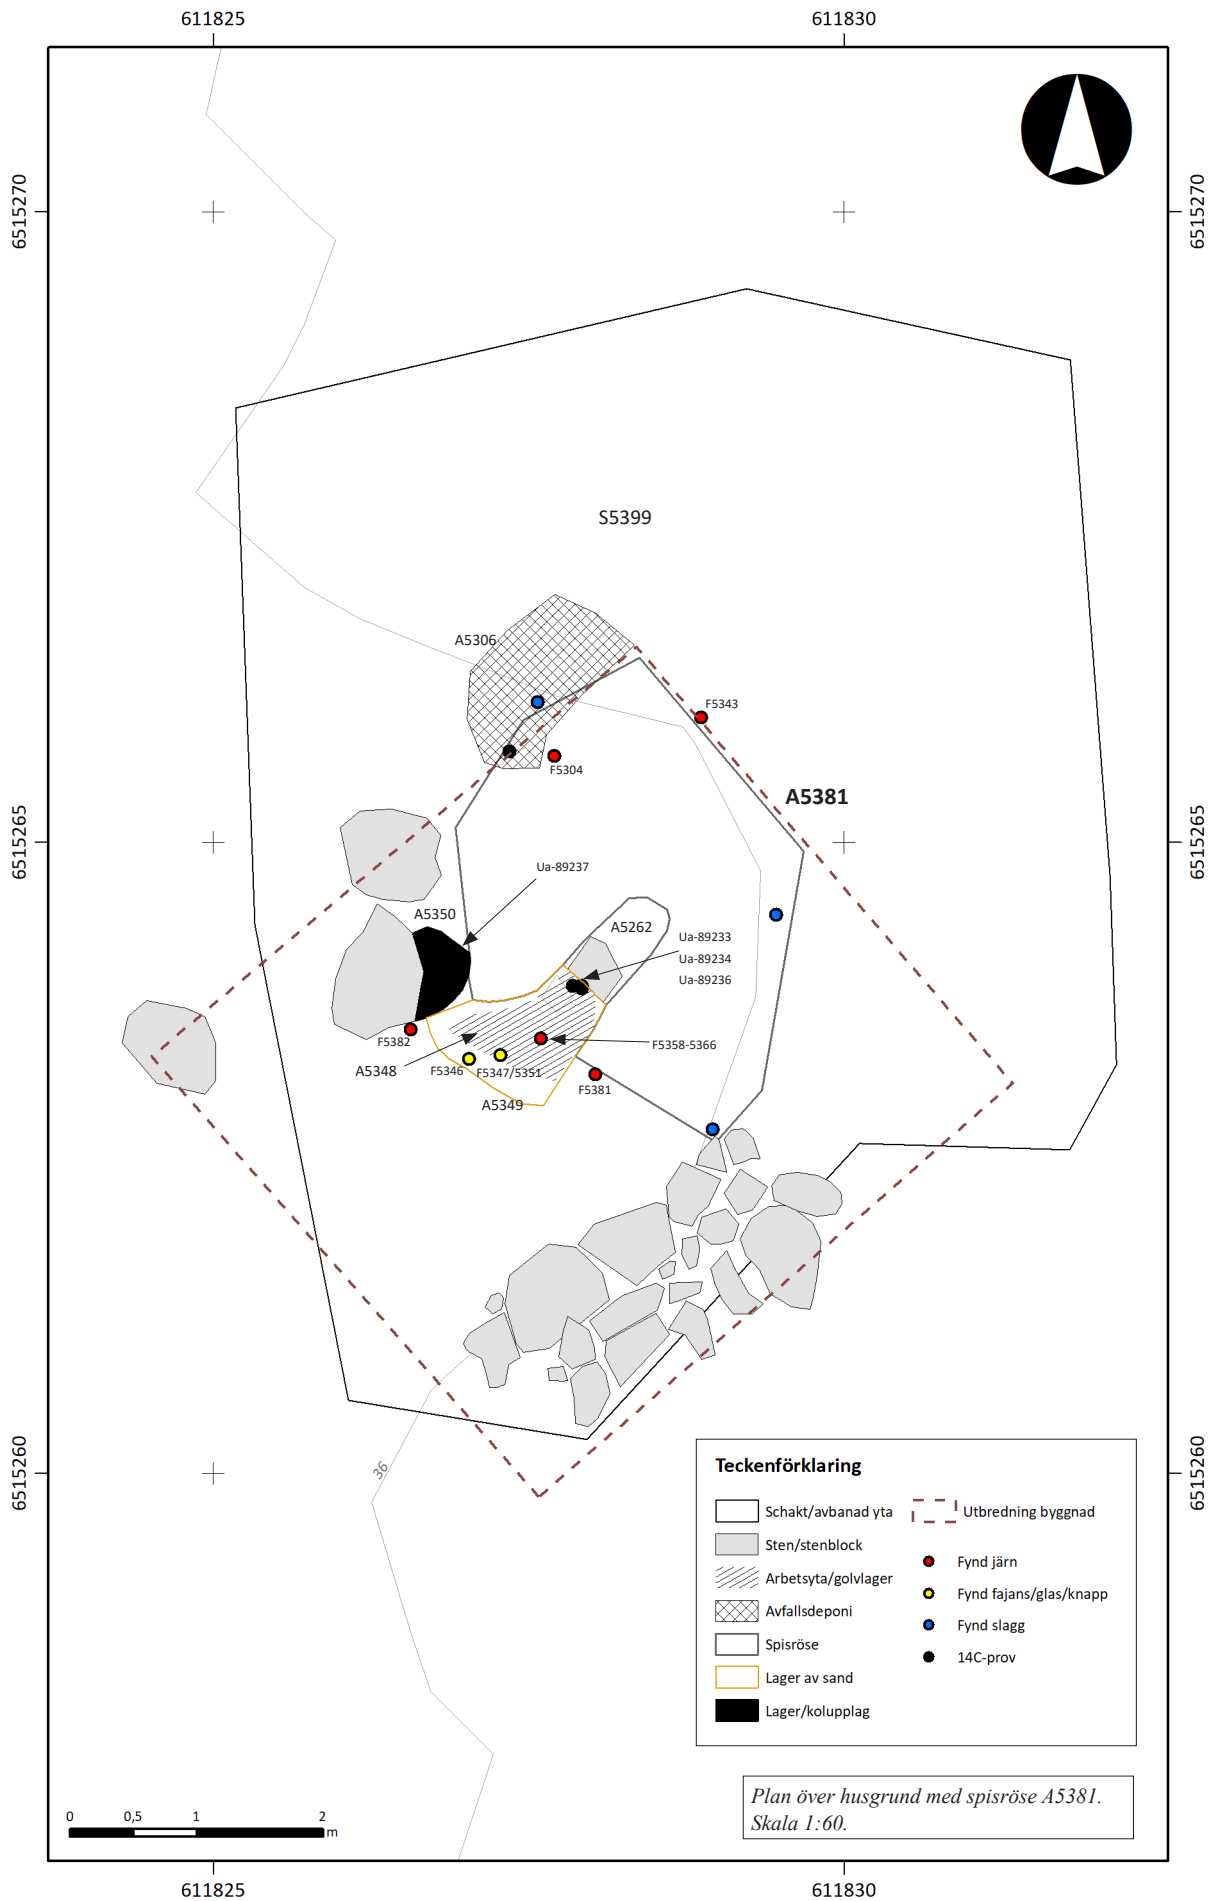 611825
611830
6515270
6515270
S5399
A5306
F5343
F5304
A5381
6515265
6515265
Ua-89237
A5350
A5262
Ua-89233
Ua-89234
Ua-89236
F5382
F5358-5366
A5348
F5346
F5347/5351
F5381
A5349
36
6515260
6515260
Teckenförklaring
Schakt/avbanad yta
Sten/stenblock
Arbetsyta/golvlager
Avfallsdeponi
Spisröse
Lager av sand
Lager/kolupplag
Utbredning byggnad
Fynd järn
Fynd fajans/glas/knapp
Fynd slagg
14C-prov
Plan över husgrund med spisröse A5381.
Skala 1:60.
0 0,5 1 2
m
611825
611830